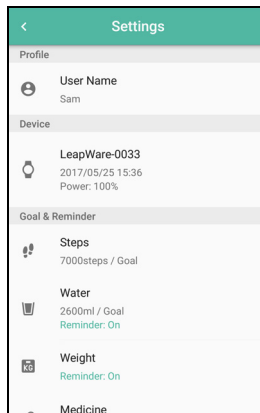 Settings
Profile
User Name
Sam
Device
LeapWare-0033
2017/05/25 15:36
Power: 100%
Goal & Reminder
Steps
7000steps / Goal
Water
2600ml / Goal
Reminder: On
KG
Weight
Reminder: On
Medicine